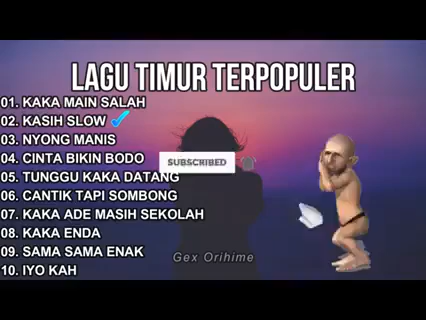 LAGU TIMUR TERPOPULER
01. KAKA MAIN SALAH
02. KASIH SLOW
03. NYONG MANIS
04. CINTA BIKIN BODO
SUBSCRIBED
05. TUNGGU KAKA DATANG
06. CANTIK TAPI SOMBONG
07. KAKA ADE MASIH SEKOLAH
08. KAKA ENDA
09. SAMA SAMA ENAK
10. IYO KAH
Gex Orihime